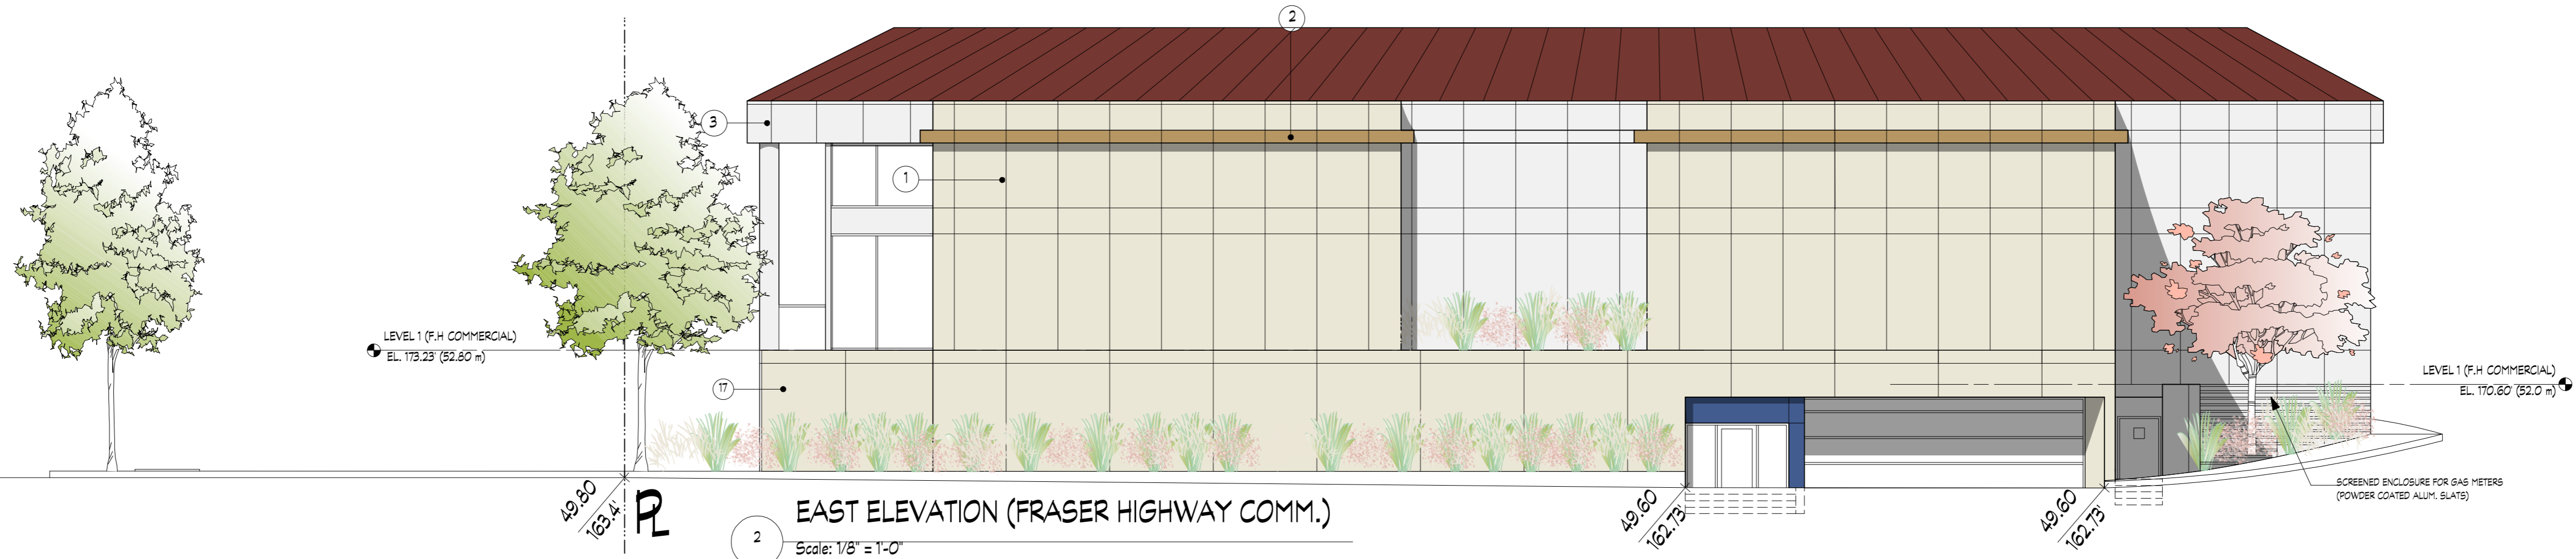 2
3
1
LEVEL 1 (F.H COMMERCIAL)
EL. 173.23' (52.80 m)
17
LEVEL 1 (F.H COMMERCIAL)
EL. 170.60' (52.0 m)
SCREENED ENCLOSURE FOR GAS METERS
(POWDER COATED ALUM. SLATS)
49.80
163.4'
PL
49.60
162.73'
49.60
162.73'
2
EAST ELEVATION (FRASER HIGHWAY COMM.)
Scale: 1/8" = 1'-0"